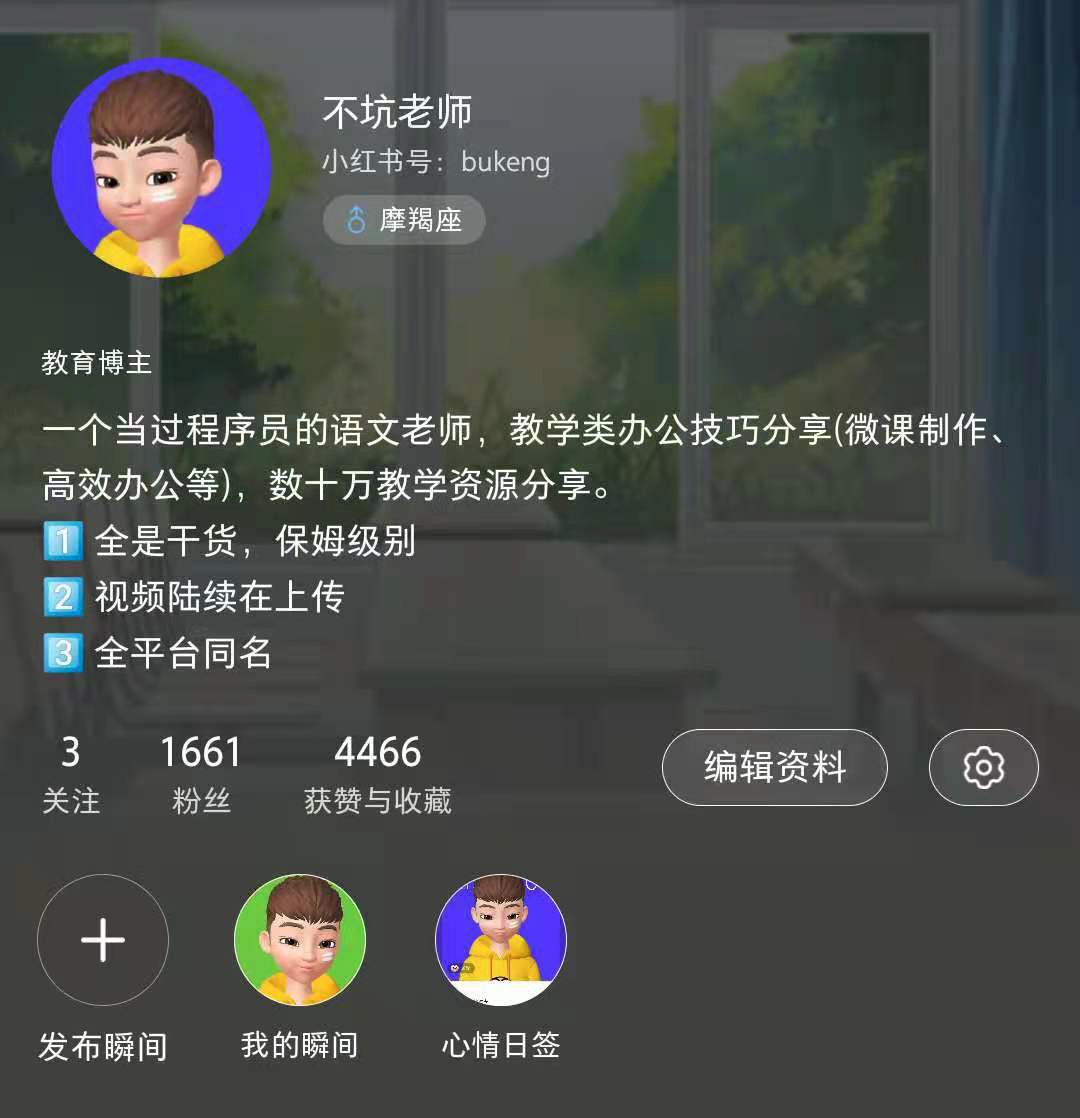 不坑老师
小红书号：bukeng
摩羯座
教育博主
一个当过程序员的语文老师，教学类办公技巧分享(微课制作、
高效办公等)，数十万教学资源分享。
1 全是干货，保姆级别
2 视频陆续在上传
3 全平台同名
3 1661 4466
关注 粉丝 获赞与收藏
编辑资料
发布瞬间 我的瞬间 心情日签